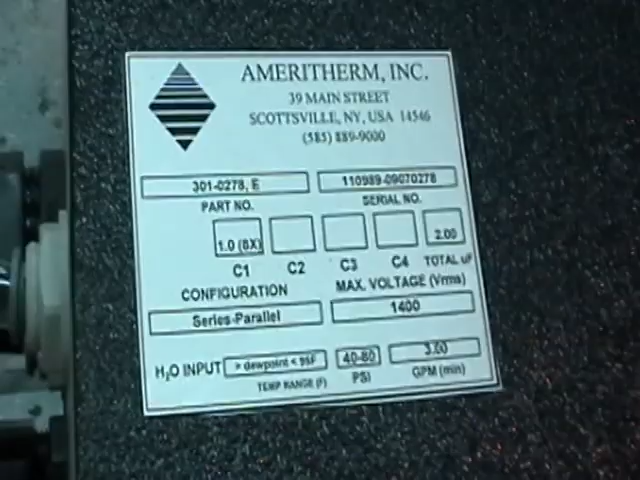 AMERITHERM, INC.
39 MAIN STREET
SCOTTSVILLE, NY, USA 14546
(585) 889-9000
301-0278, E 110989-09070278
PART NO. SERIAL NO.
1.0 (8X) 2.00
C1 C2 C3 C4 TOTAL uF
CONFIGURATION MAX. VOLTAGE (Vrms)
Series-Parallel 1400
H₂O INPUT > dewpoint < 95F 40-80 3.00
TEMP RANGE (F) PSI GPM (min)